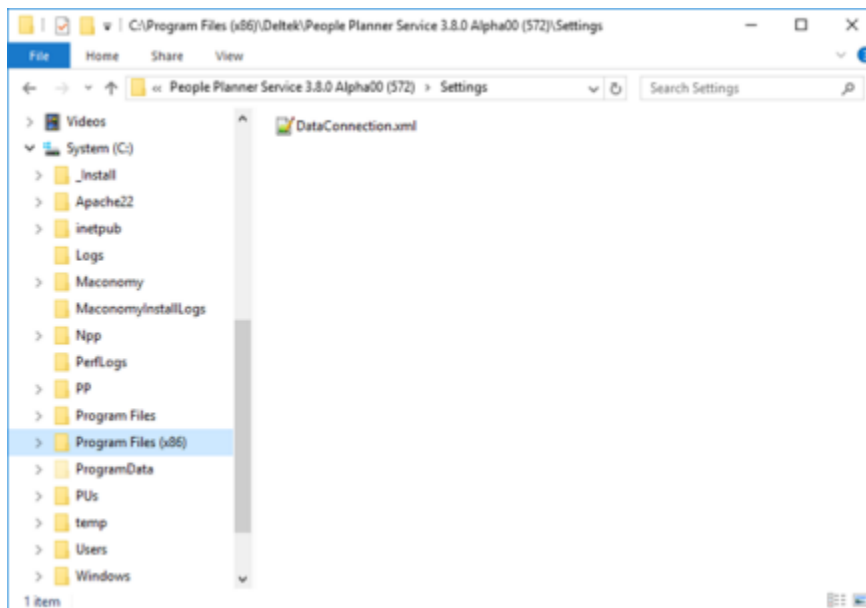 C:\Program Files (x86)\Deltek\People Planner Service 3.8.0 Alpha00 (572)\Settings
File Home Share View
« People Planner Service 3.8.0 Alpha00 (572) > Settings
Search Settings
Videos
System (C:)
_Install
Apache22
inetpub
Logs
Maconomy
MaconomyInstallLogs
Npp
PerfLogs
PP
Program Files
Program Files (x86)
ProgramData
PUs
temp
Users
Windows
DataConnection.xml
1 item